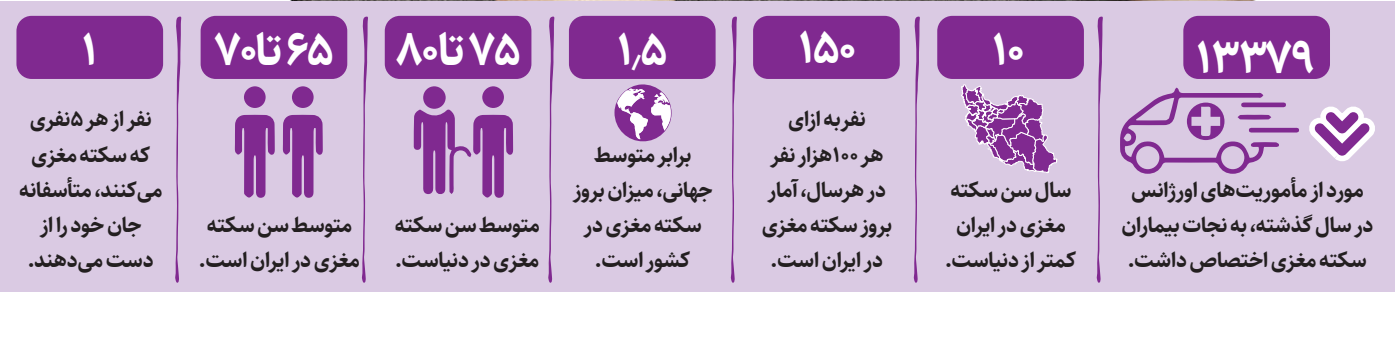 ۱۳۳۷۹
مورد از مأموریت‌های اورژانس
در سال گذشته، به نجات بیماران
سکته مغزی اختصاص داشت.
۱۰
سال سن سکته
مغزی در ایران
کمتر از دنیاست.
۱۵۰
نفر به ازای
هر ۱۰۰هزار نفر
در هر سال، آمار
بروز سکته مغزی
در ایران است.
۱٫۵
برابر متوسط
جهانی، میزان بروز
سکته مغزی در
کشور است.
۷۵ تا ۸۰
متوسط سن سکته
مغزی در دنیاست.
۶۵ تا ۷۰
متوسط سن سکته
مغزی در ایران است.
۱
نفر از هر ۵نفری
که سکته مغزی
می‌کنند، متأسفانه
جان خود را از
دست می‌دهند.